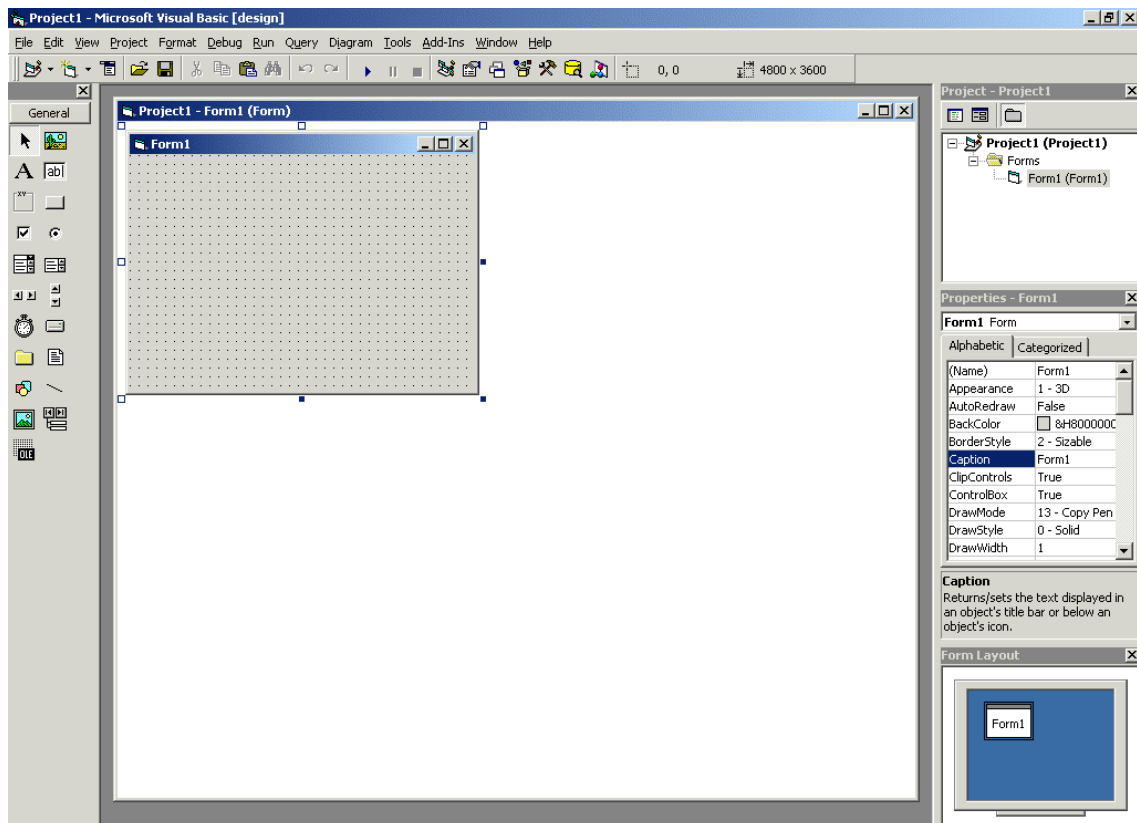 Project1 - Microsoft Visual Basic [design]
File Edit View Project Format Debug Run Query Diagram Tools Add-Ins Window Help
0, 0 4800 x 3600
General
A ab|
XY
OLE
Project1 - Form1 (Form)
Form1
Project - Project1
Project1 (Project1)
Forms
Form1 (Form1)
Properties - Form1
Form1 Form
Alphabetic Categorized
(Name) Form1
Appearance 1 - 3D
AutoRedraw False
BackColor &H8000000
BorderStyle 2 - Sizable
Caption Form1
ClipControls True
ControlBox True
DrawMode 13 - Copy Pen
DrawStyle 0 - Solid
DrawWidth 1
Caption
Returns/sets the text displayed in
an object's title bar or below an
object's icon.
Form Layout
Form1